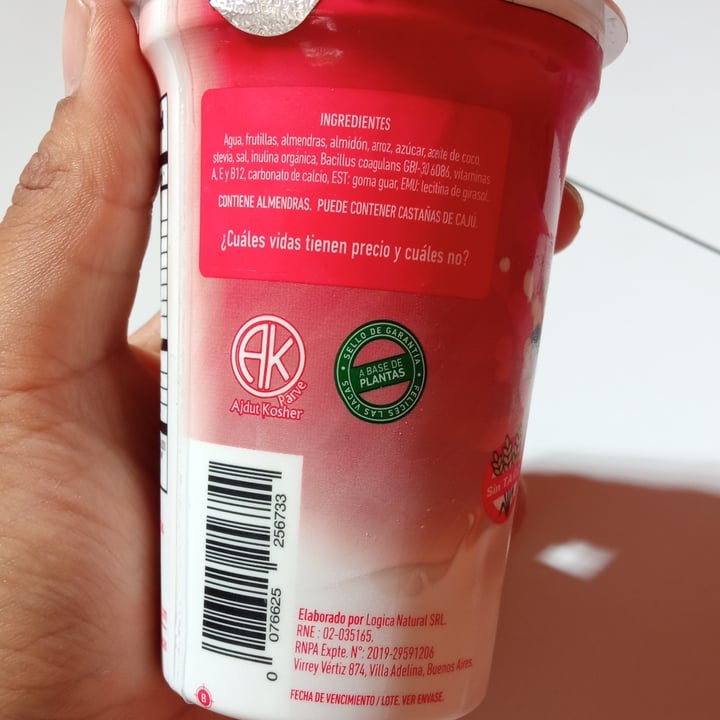 INGREDIENTES
Agua, frutillas, almendras, almidón, arroz, azúcar, aceite de coco,
stevia, sal, inulina orgánica, Bacillus coagulans GBI-30 6086, vitaminas
A, E y B12, carbonato de calcio, EST: goma guar, EMU: lecitina de girasol.
CONTIENE ALMENDRAS. PUEDE CONTENER CASTAÑAS DE CAJÚ.
¿Cuáles vidas tienen precio y cuáles no?
AK
Parve
Ajdut Kosher
SELLO DE GARANTÍA
A BASE DE
PLANTAS
FELICES LAS VACAS
Sin
0 076625 256733
Elaborado por Logica Natural SRL.
RNE : 02-035165.
RNPA Expte. N°: 2019-29591206
Virrey Vértiz 874, Villa Adelina, Buenos Aires.
FECHA DE VENCIMIENTO / LOTE. VER ENVASE.
8